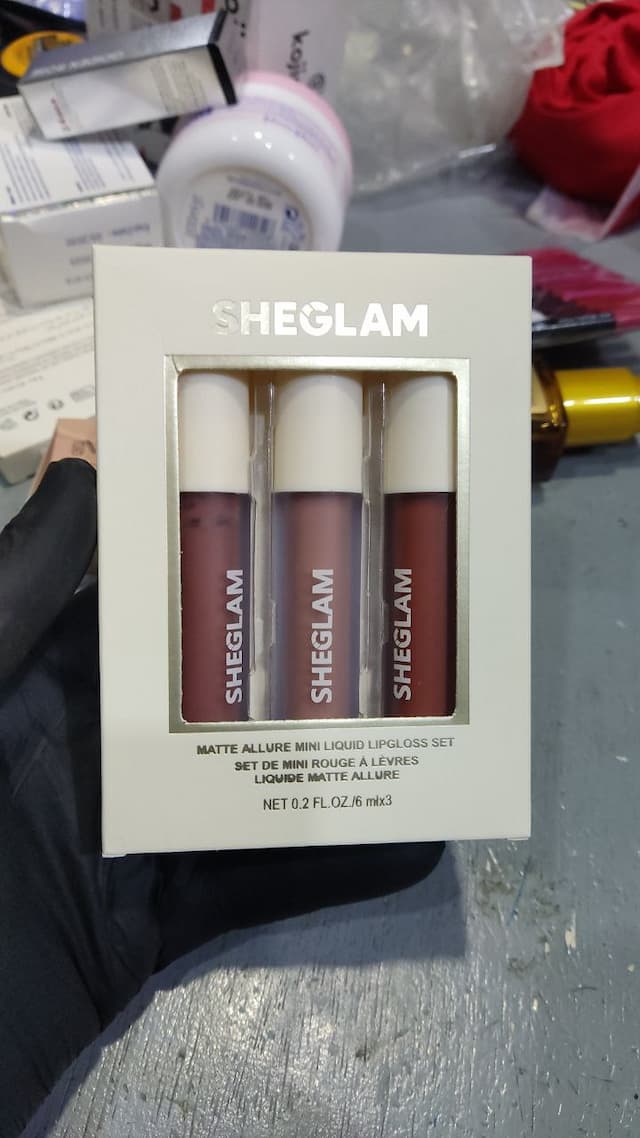 SHEGLAM
SHEGLAM
SHEGLAM
SHEGLAM
MATTE ALLURE MINI LIQUID LIPGLOSS SET
SET DE MINI ROUGE À LÈVRES
LIQUIDE MATTE ALLURE
NET 0.2 FL.OZ./6 mlx3